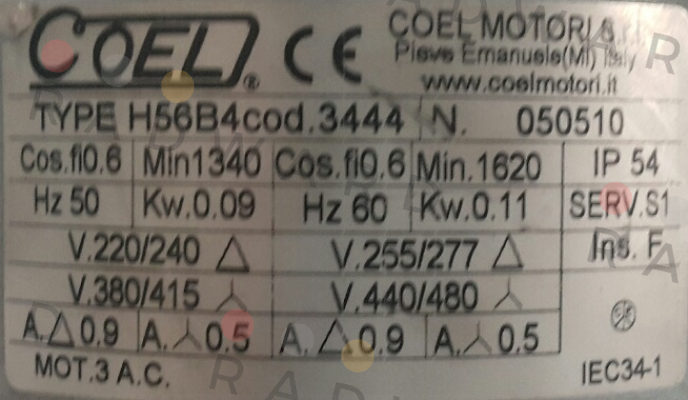 COEL ® CE COEL MOTORI S.r.l.
Pieve Emanuele(MI) Italy
www.coelmotori.it
TYPE H56B4cod.3444 N. 050510
Cos.fi0.6 Min1340 Cos.fi0.6 Min.1620 IP 54
Hz 50 Kw.0.09 Hz 60 Kw.0.11 SERV.S1
V.220/240 △ V.255/277 △ Ins. F
V.380/415 ⅄ V.440/480 ⅄
A.△0.9 A.⅄0.5 A.△0.9 A.⅄0.5
MOT.3 A.C. IEC34-1